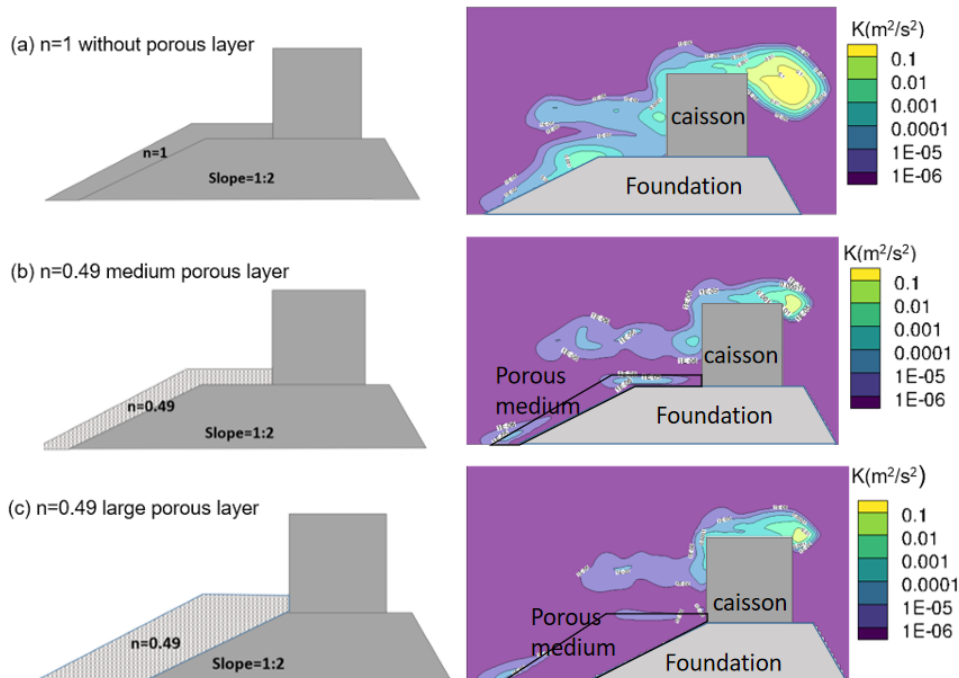 (a) n=1 without porous layer
n=1
Slope=1:2
caisson
Foundation
K(m²/s²)
0.1
0.01
0.001
0.0001
1E-05
1E-06
(b) n=0.49 medium porous layer
n=0.49
Slope=1:2
caisson
Porous
medium
Foundation
K(m²/s²)
0.1
0.01
0.001
0.0001
1E-05
1E-06
(c) n=0.49 large porous layer
n=0.49
Slope=1:2
caisson
Porous
medium
Foundation
K(m²/s²)
0.1
0.01
0.001
0.0001
1E-05
1E-06